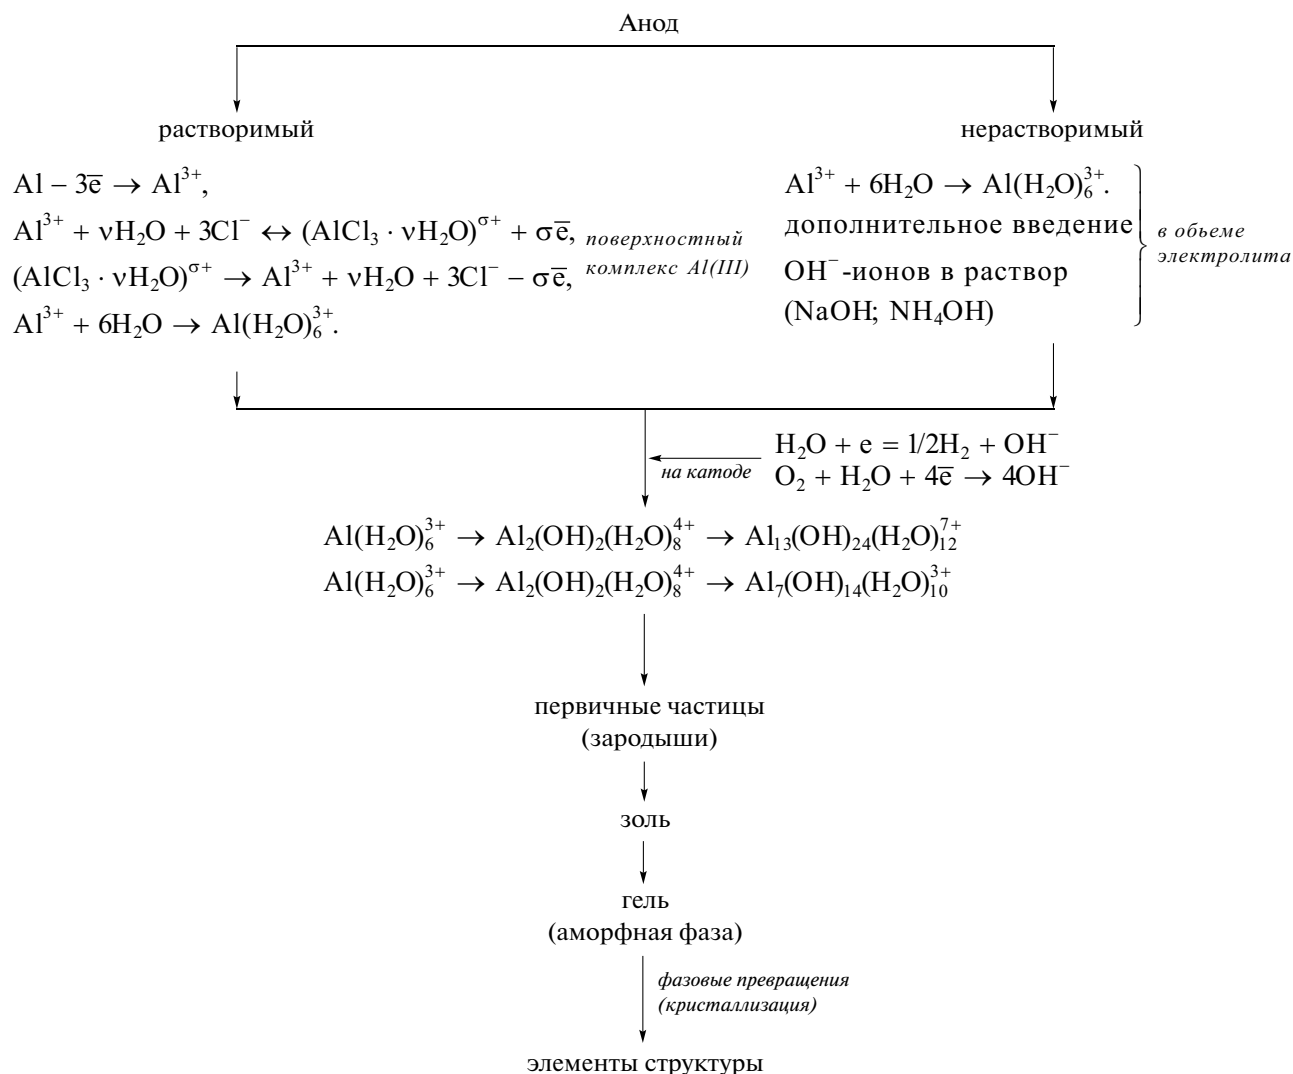 Анод
растворимый
нерастворимый
Al – 3e̅ → Al³⁺,
Al³⁺ + νH₂O + 3Cl⁻ ↔ (AlCl₃ · νH₂O)^σ+ + σe̅,
(AlCl₃ · νH₂O)^σ+ → Al³⁺ + νH₂O + 3Cl⁻ – σe̅,
Al³⁺ + 6H₂O → Al(H₂O)₆³⁺.
поверхностный
комплекс Al(III)
Al³⁺ + 6H₂O → Al(H₂O)₆³⁺.
дополнительное введение
OH⁻-ионов в раствор
(NaOH; NH₄OH)
в обьеме
электролита
H₂O + e = 1/2H₂ + OH⁻
O₂ + H₂O + 4e̅ → 4OH⁻
на катоде
Al(H₂O)₆³⁺ → Al₂(OH)₂(H₂O)₈⁴⁺ → Al₁₃(OH)₂₄(H₂O)₁₂⁷⁺
Al(H₂O)₆³⁺ → Al₂(OH)₂(H₂O)₈⁴⁺ → Al₇(OH)₁₄(H₂O)₁₀³⁺
первичные частицы
(зародыши)
золь
гель
(аморфная фаза)
фазовые превращения
(кристаллизация)
элементы структуры